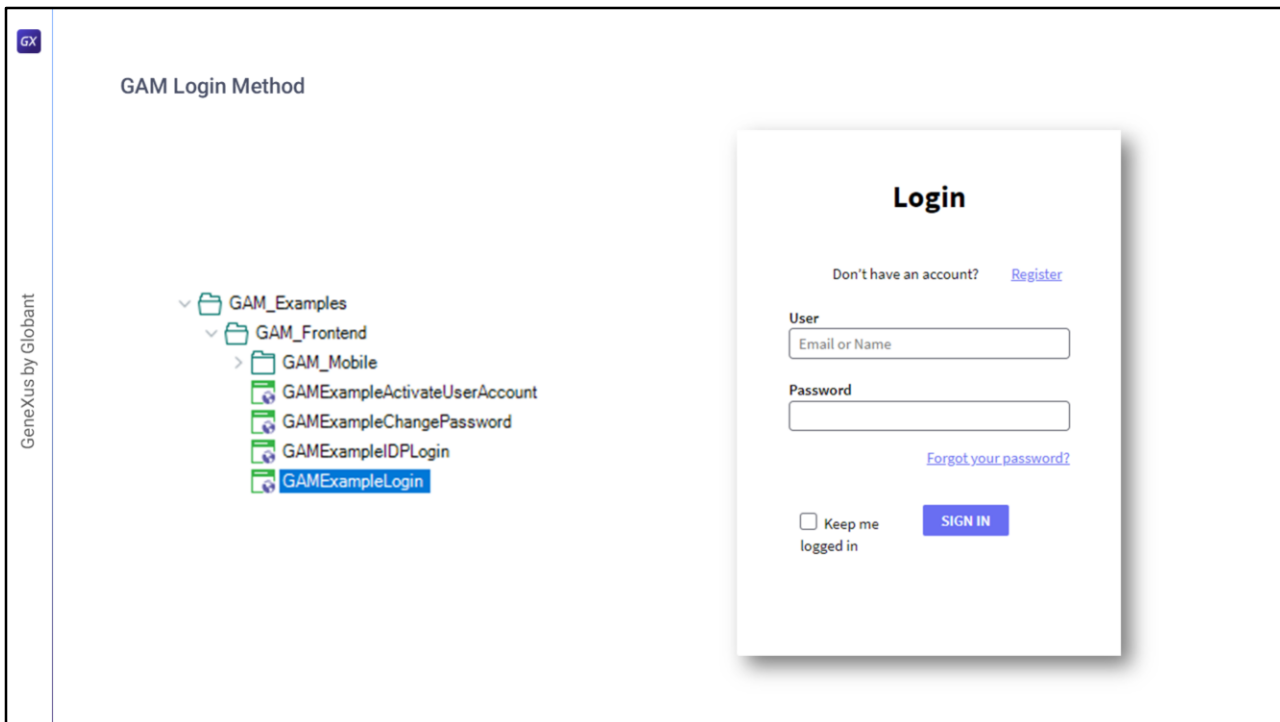 GX
GAM Login Method
GeneXus by Globant
GAM_Examples
GAM_Frontend
GAM_Mobile
GAMExampleActivateUserAccount
GAMExampleChangePassword
GAMExampleIDPLogin
GAMExampleLogin
Login
Don't have an account? Register
User
Email or Name
Password
Forgot your password?
Keep me
logged in
SIGN IN